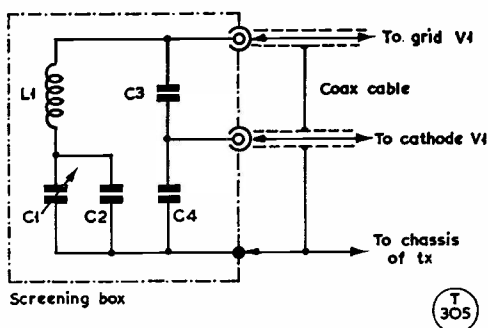 To grid V1
L1
C3
Coax cable
To cathode V1
C1
C2
C4
To chassis
of tx
Screening box
T
305